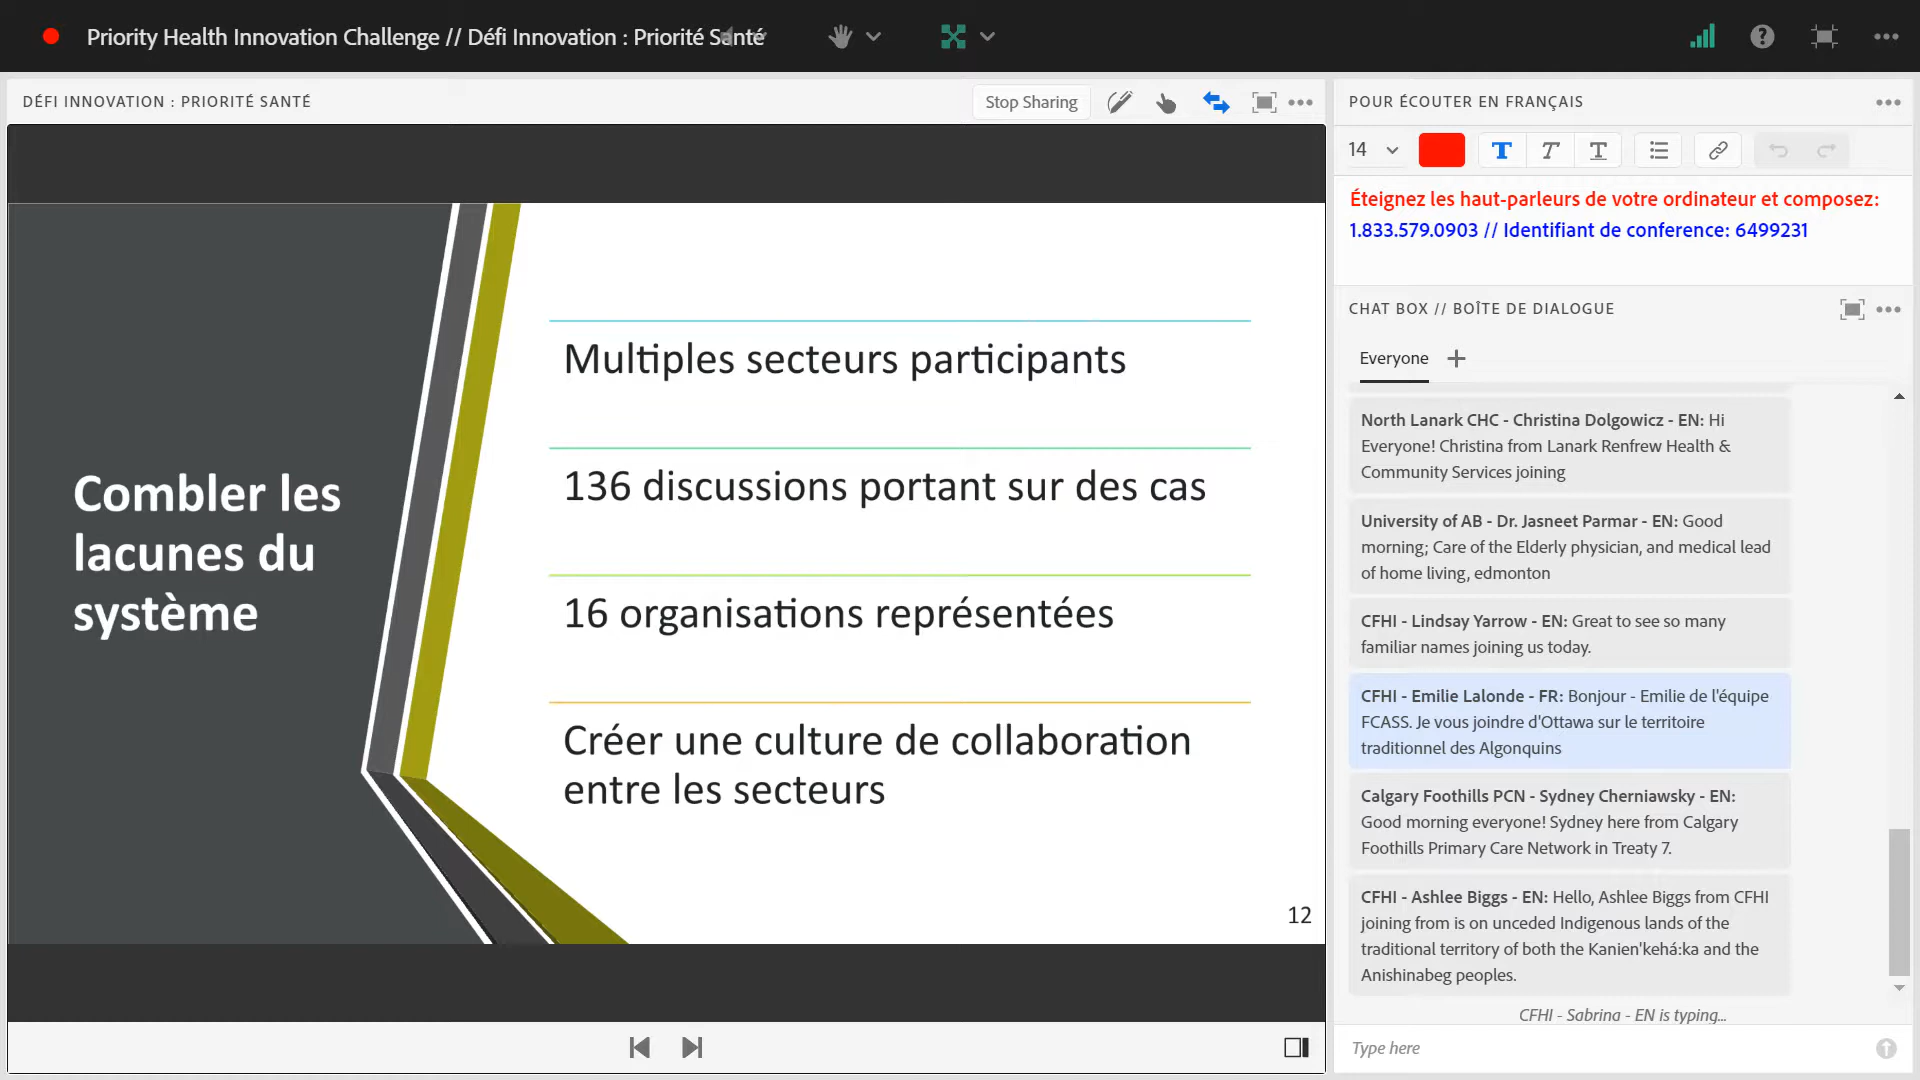 Priority Health Innovation Challenge // Défi Innovation : Priorité Santé
DÉFI INNOVATION : PRIORITÉ SANTÉ
Stop Sharing
Combler les
lacunes du
système
Multiples secteurs participants
136 discussions portant sur des cas
16 organisations représentées
Créer une culture de collaboration
entre les secteurs
12
POUR ÉCOUTER EN FRANÇAIS
14
Éteignez les haut-parleurs de votre ordinateur et composez:
1.833.579.0903 // Identifiant de conference: 6499231
CHAT BOX // BOÎTE DE DIALOGUE
Everyone
North Lanark CHC - Christina Dolgowicz - EN: Hi
Everyone! Christina from Lanark Renfrew Health &
Community Services joining
University of AB - Dr. Jasneet Parmar - EN: Good
morning; Care of the Elderly physician, and medical lead
of home living, edmonton
CFHI - Lindsay Yarrow - EN: Great to see so many
familiar names joining us today.
CFHI - Emilie Lalonde - FR: Bonjour - Emilie de l'équipe
FCASS. Je vous joindre d'Ottawa sur le territoire
traditionnel des Algonquins
Calgary Foothills PCN - Sydney Cherniawsky - EN:
Good morning everyone! Sydney here from Calgary
Foothills Primary Care Network in Treaty 7.
CFHI - Ashlee Biggs - EN: Hello, Ashlee Biggs from CFHI
joining from is on unceded Indigenous lands of the
traditional territory of both the Kanien'kehá:ka and the
Anishinabeg peoples.
CFHI - Sabrina - EN is typing...
Type here